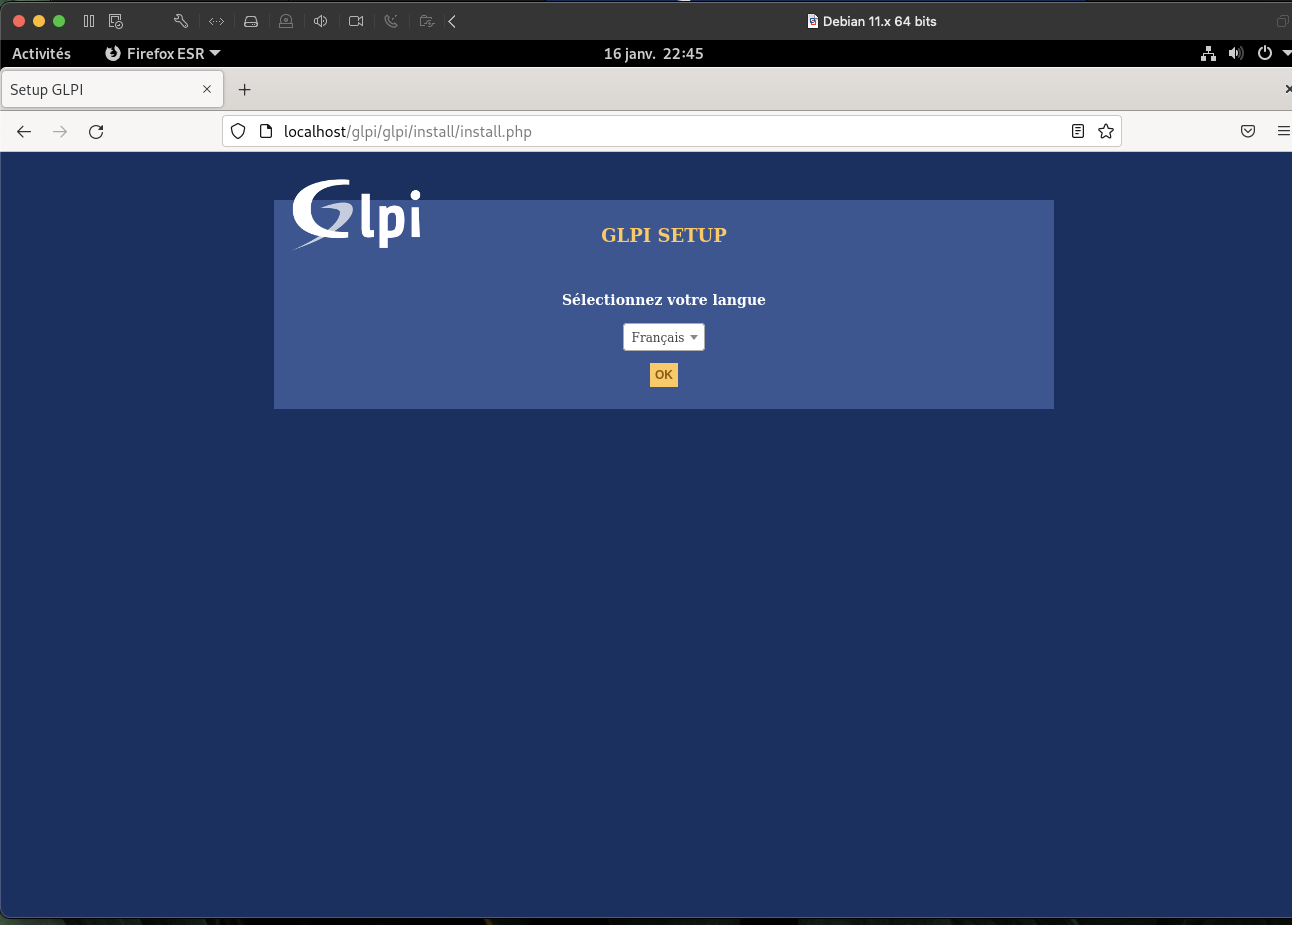 Debian 11.x 64 bits
Activités Firefox ESR 16 janv. 22:45
Setup GLPI
localhost/glpi/glpi/install/install.php
Glpi
GLPI SETUP
Sélectionnez votre langue
Français
OK